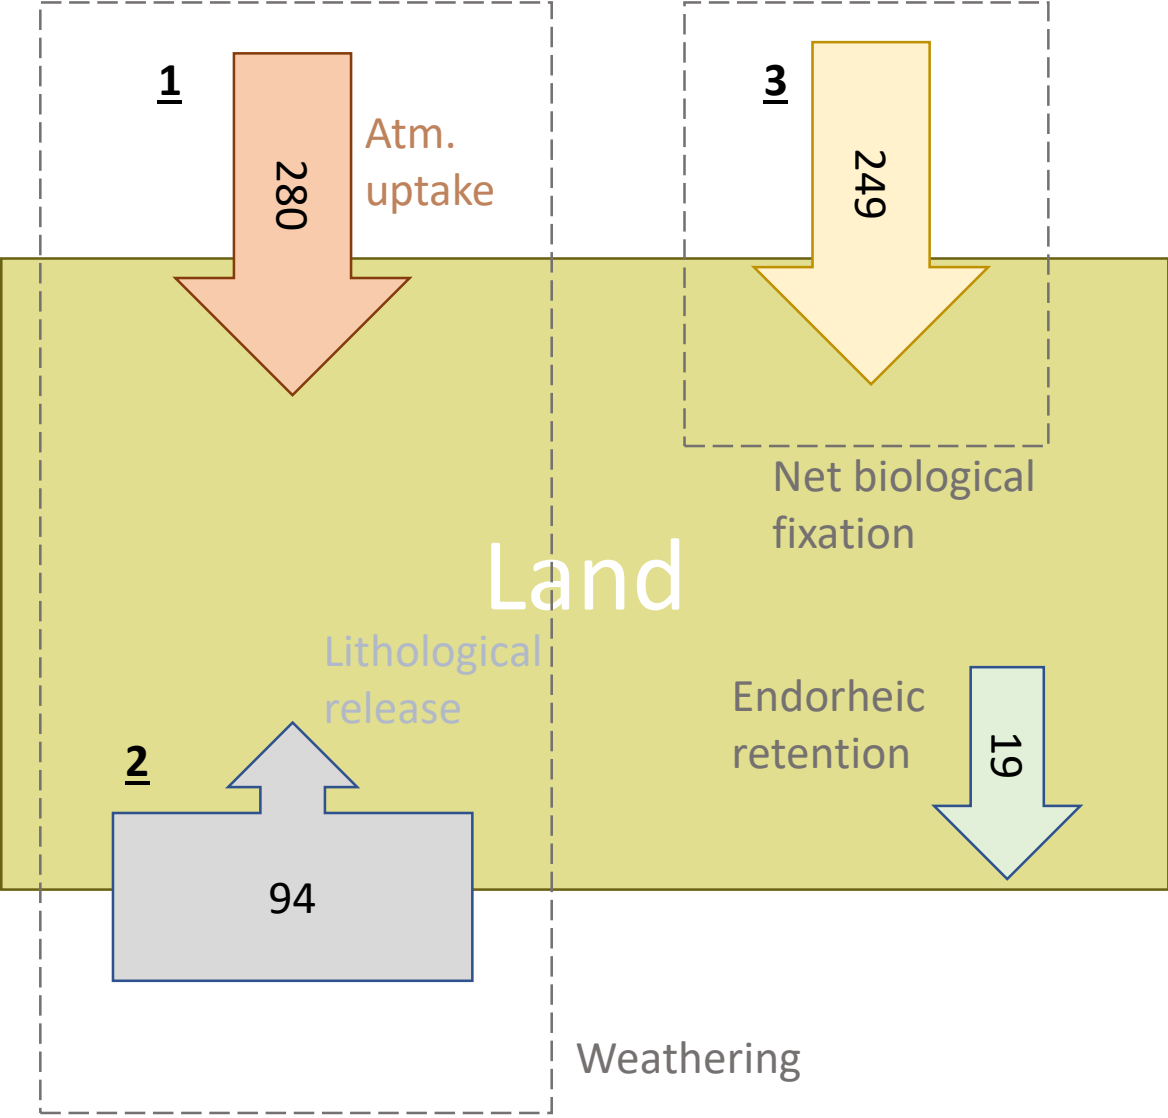 1
280
Atm.
uptake
3
249
Net biological
fixation
Land
Lithological
release
2
94
Endorheic
retention
19
Weathering